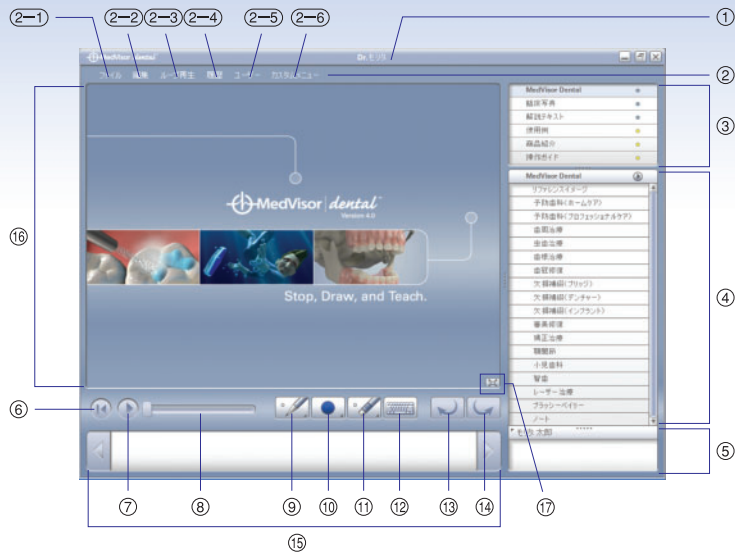 2-1 2-2 2-3 2-4 2-5 2-6 ①
MedVisor dental Dr.モリタ
ファイル 編集 ループ再生 履歴 ユーザー カスタムメニュー ②
MedVisor Dental
臨床写真 ③
解説テキスト
使用例
商品紹介
操作ガイド
MedVisor Dental
リファレンスイメージ
予防歯科(ホームケア)
予防歯科(プロフェッショナルケア)
歯周治療
虫歯治療
歯根治療
歯冠修復
欠損補綴(ブリッジ)
欠損補綴(デンチャー)
欠損補綴(インプラント)
審美修復
矯正治療
顎関節
小児歯科
智歯
レーザー治療
ブラッシーベイビー
ノート
④
⑯
MedVisor dental
Version 4.0
Stop, Draw, and Teach.
⑥
モリタ 太郎
⑤
⑦ ⑧ ⑨ ⑩ ⑪ ⑫ ⑬ ⑭ ⑰
⑮